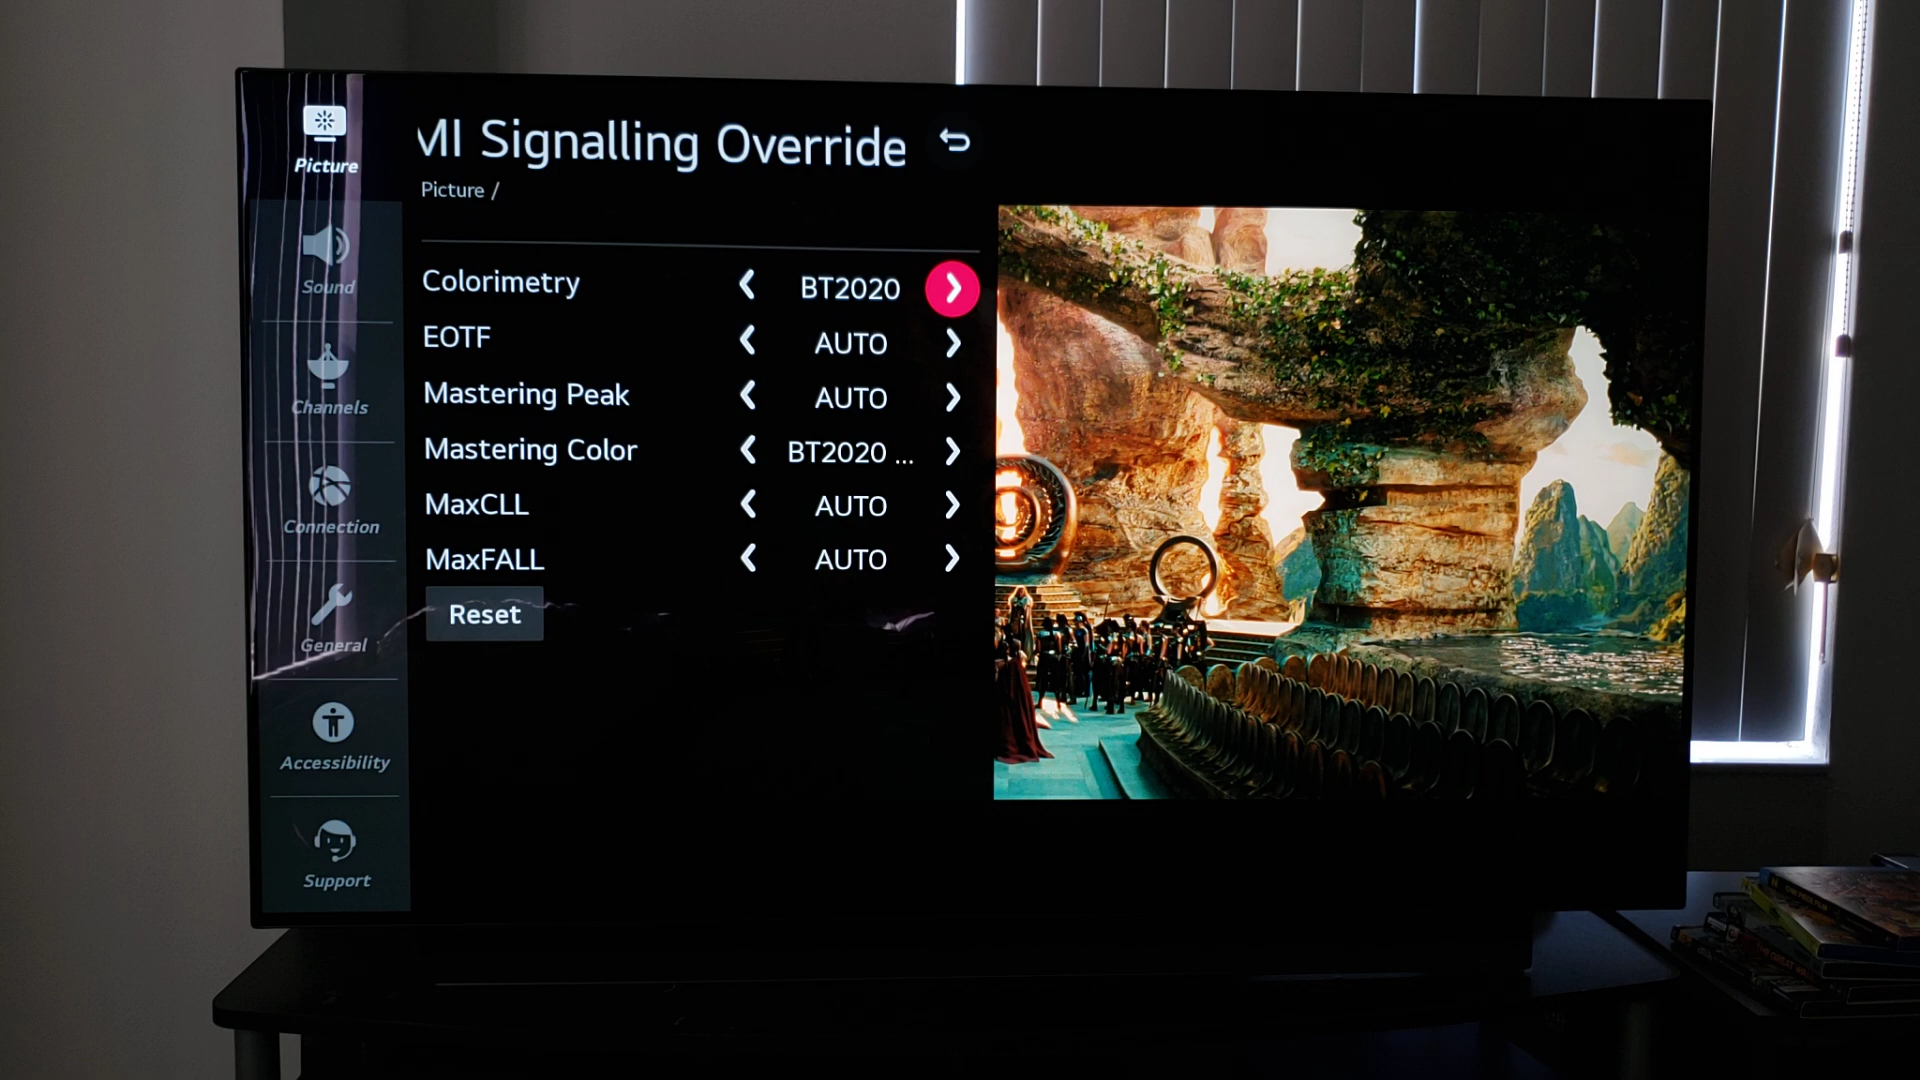 Picture
Sound
Channels
Connection
General
Accessibility
Support
MI Signalling Override
Picture /
Colorimetry BT2020
EOTF AUTO
Mastering Peak AUTO
Mastering Color BT2020 ...
MaxCLL AUTO
MaxFALL AUTO
Reset